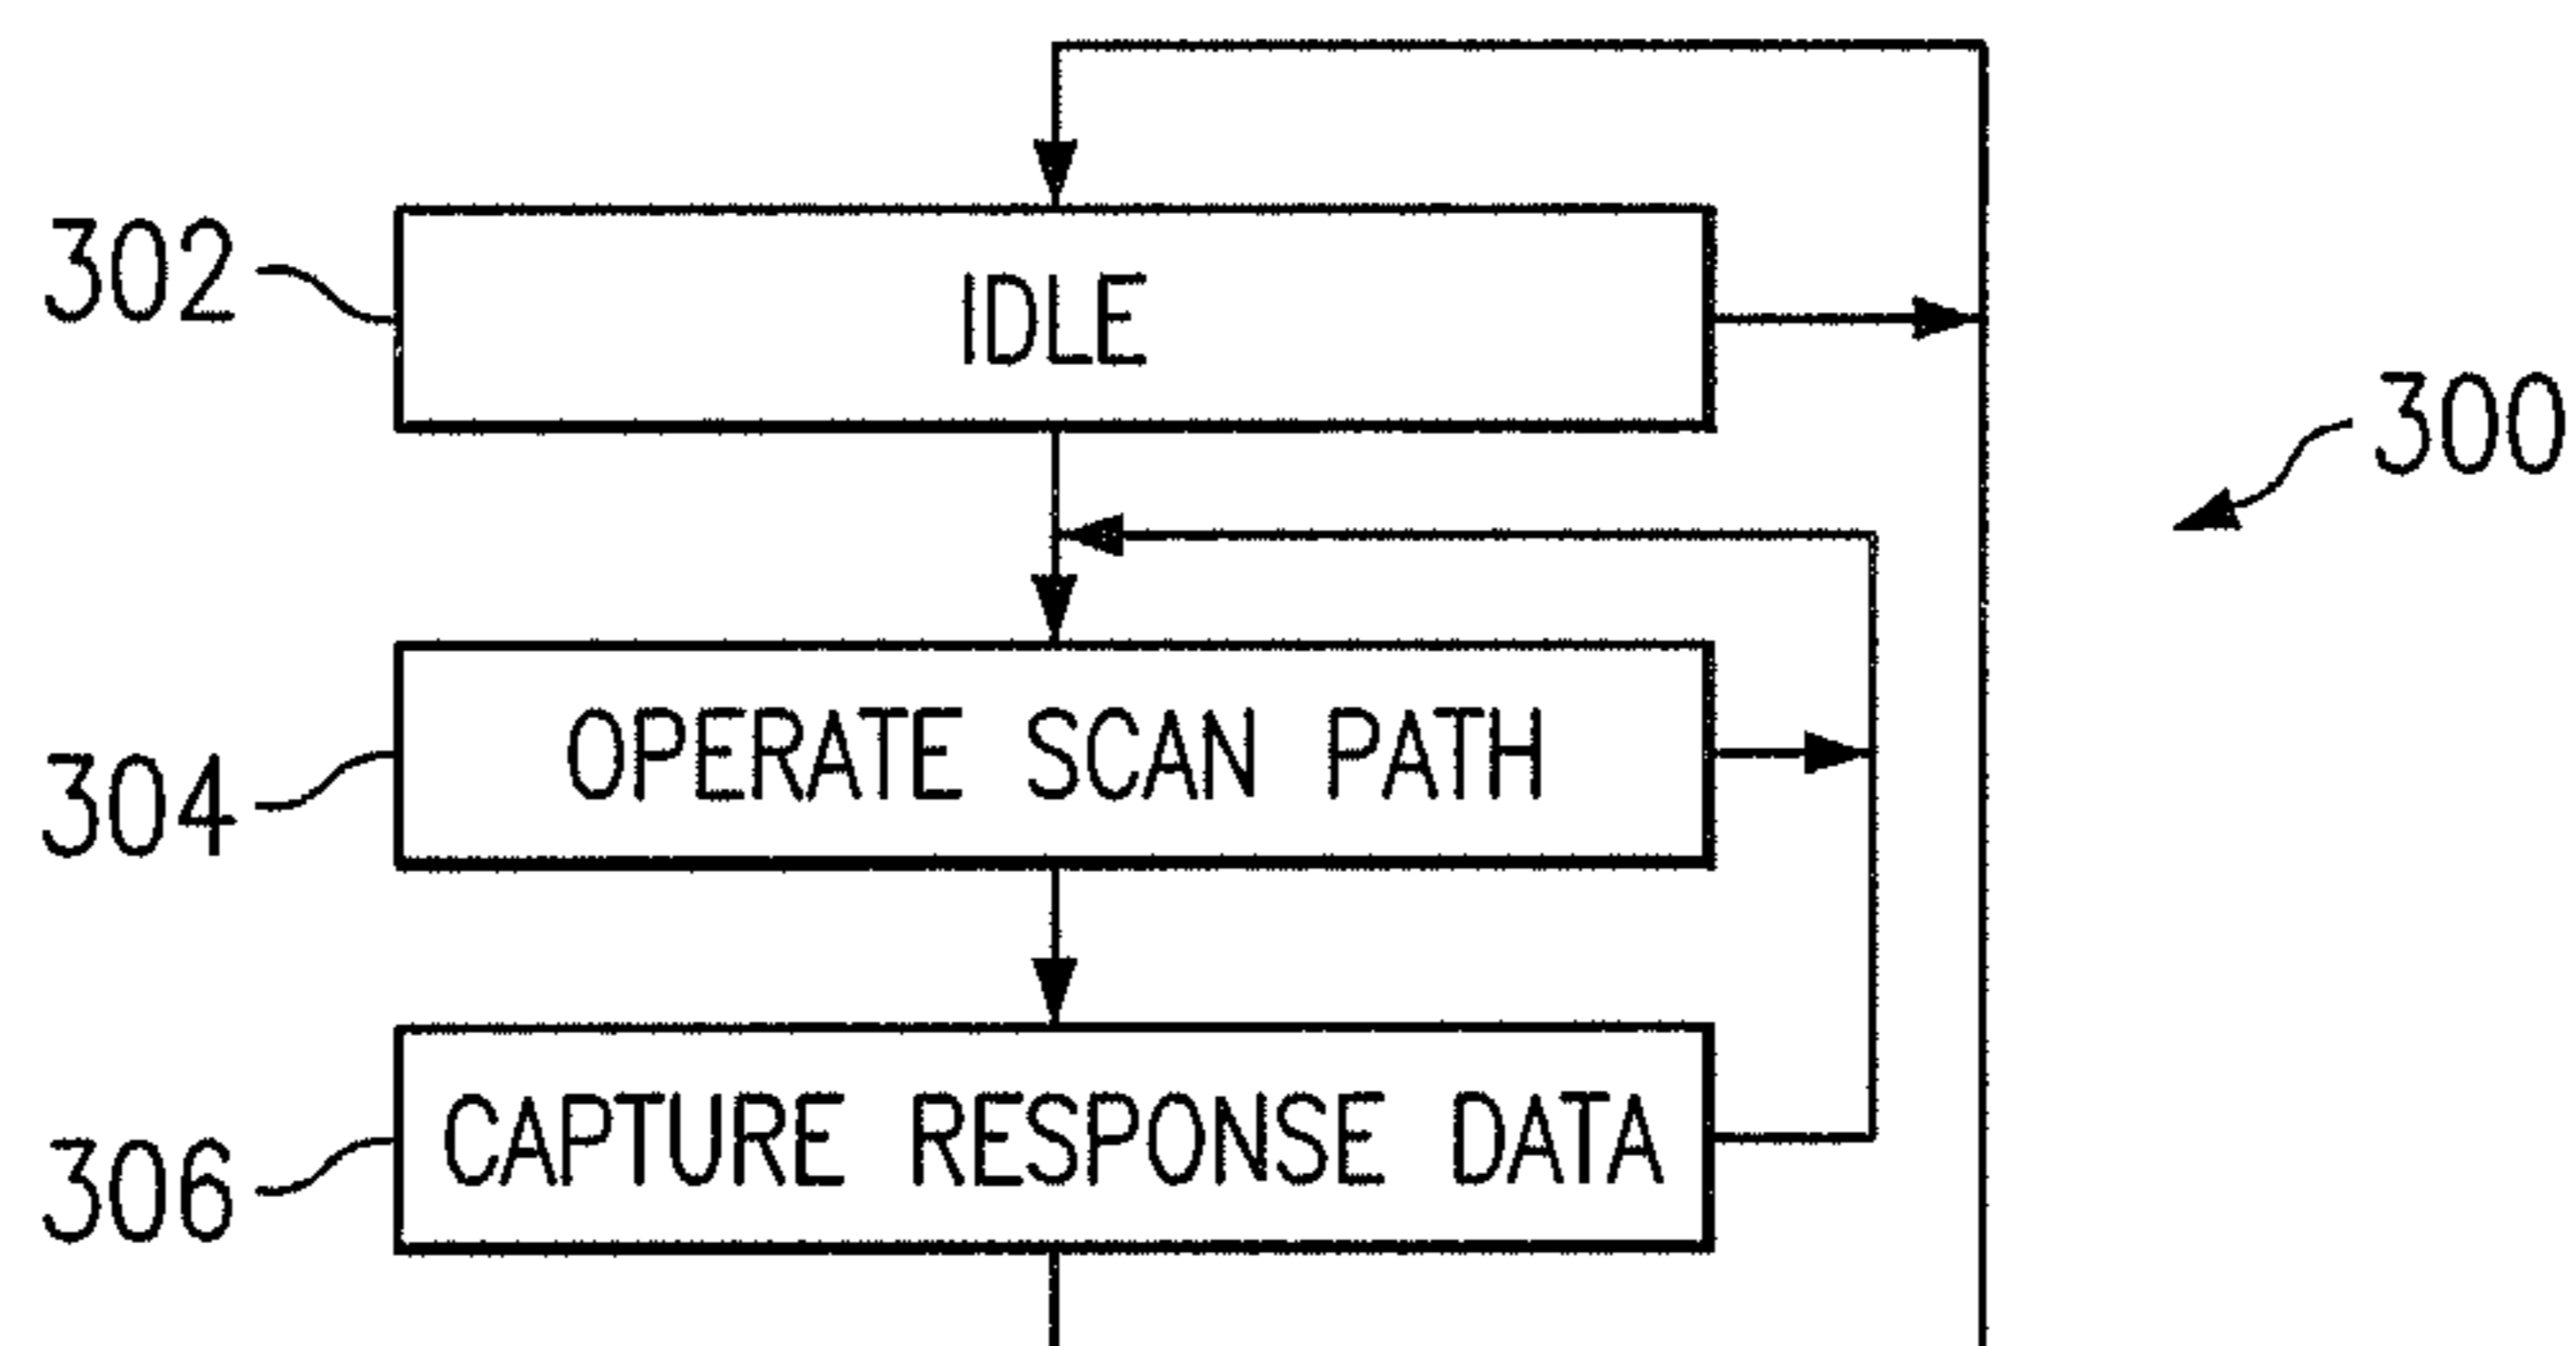 302
IDLE
300
304
OPERATE SCAN PATH
306
CAPTURE RESPONSE DATA